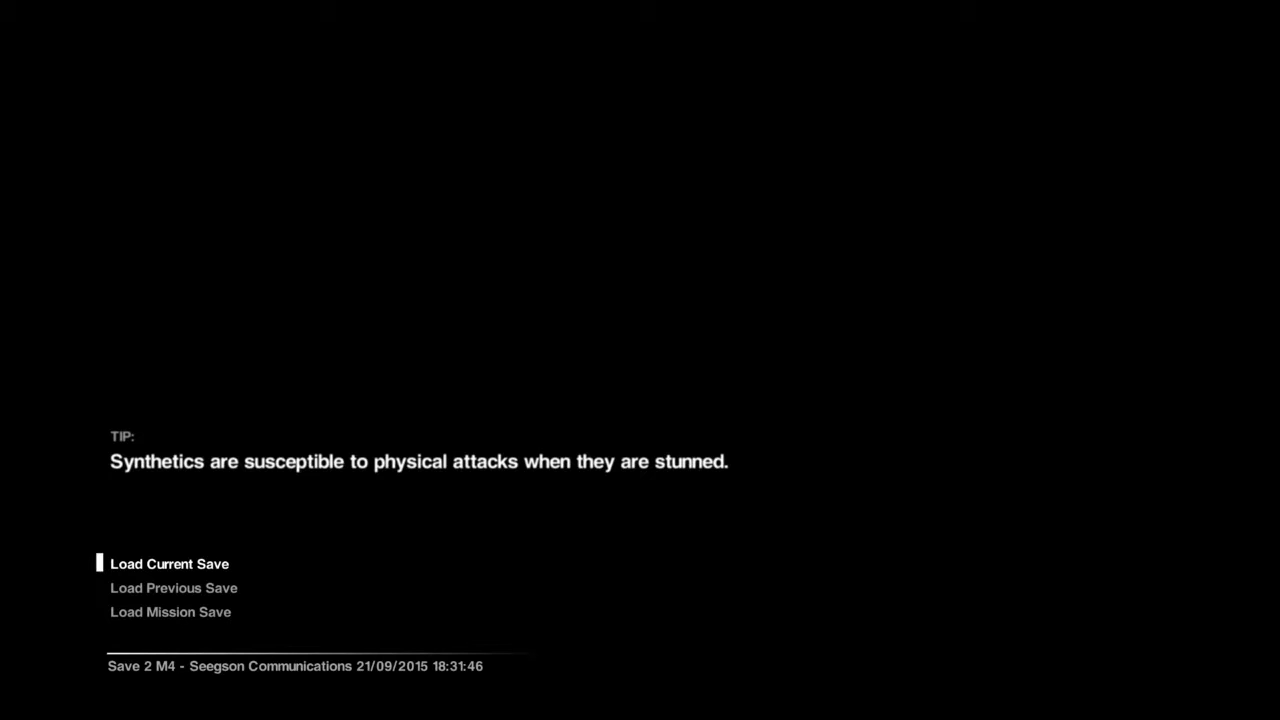 TIP:
Synthetics are susceptible to physical attacks when they are stunned.
Load Current Save
Load Previous Save
Load Mission Save
Save 2 M4 - Seegson Communications 21/09/2015 18:31:46